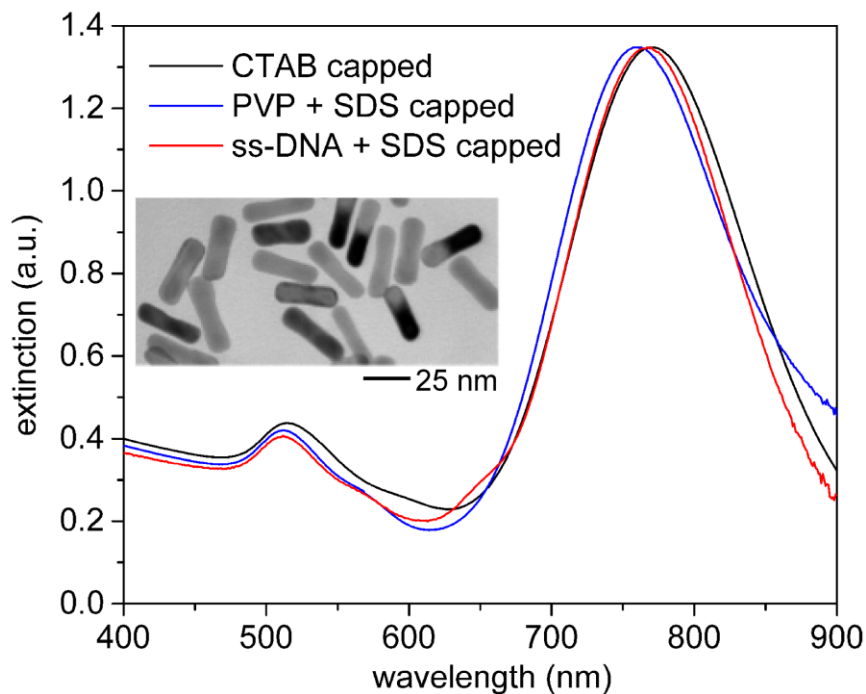 1.4
1.2
1.0
0.8
0.6
0.4
0.2
0.0
extinction (a.u.)
CTAB capped
PVP + SDS capped
ss-DNA + SDS capped
25 nm
400 500 600 700 800 900
wavelength (nm)